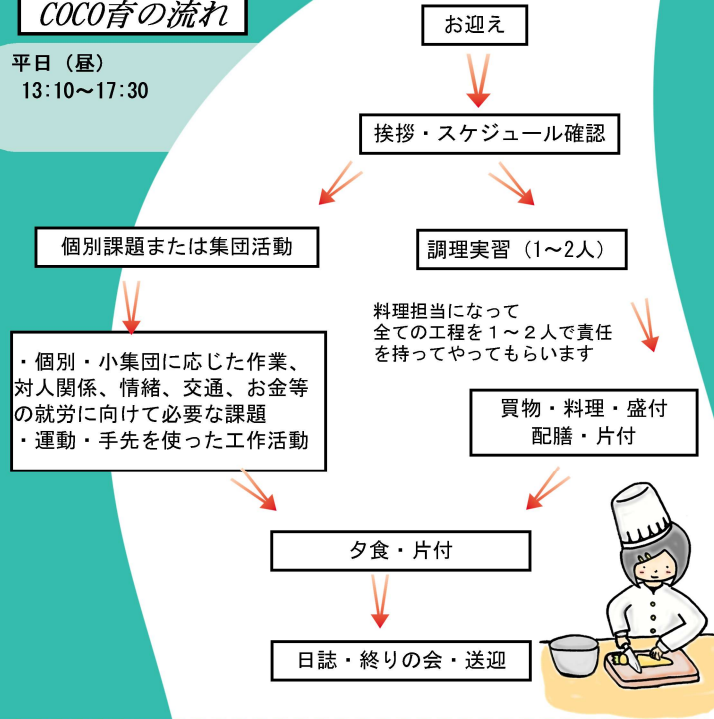 COCO育の流れ
平日（昼）
13:10～17:30
お迎え
挨拶・スケジュール確認
個別課題または集団活動
調理実習（1～2人）
料理担当になって
全ての工程を１～２人で責任
を持ってやってもらいます
・個別・小集団に応じた作業、
対人関係、情緒、交通、お金等
の就労に向けて必要な課題
・運動・手先を使った工作活動
買物・料理・盛付
配膳・片付
夕食・片付
日誌・終りの会・送迎